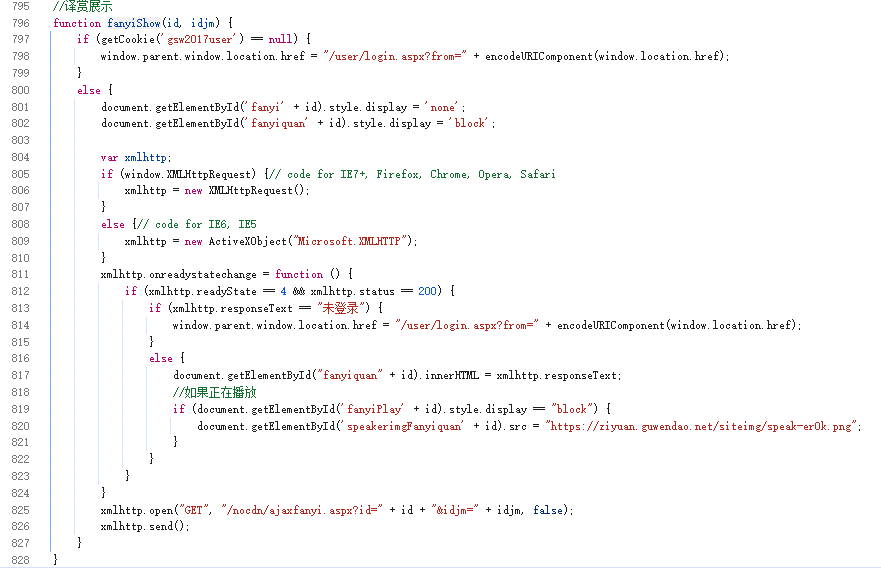 795 //译赏展示
796 function fanyiShow(id, idjm) {
797 if (getCookie('gsw2017user') == null) {
798 window.parent.window.location.href = "/user/login.aspx?from=" + encodeURIComponent(window.location.href);
799 }
800 else {
801 document.getElementById('fanyi' + id).style.display = 'none';
802 document.getElementById('fanyiquan' + id).style.display = 'block';
803
804 var xmlhttp;
805 if (window.XMLHttpRequest) {// code for IE7+, Firefox, Chrome, Opera, Safari
806 xmlhttp = new XMLHttpRequest();
807 }
808 else {// code for IE6, IE5
809 xmlhttp = new ActiveXObject("Microsoft.XMLHTTP");
810 }
811 xmlhttp.onreadystatechange = function () {
812 if (xmlhttp.readyState == 4 && xmlhttp.status == 200) {
813 if (xmlhttp.responseText == "未登录") {
814 window.parent.window.location.href = "/user/login.aspx?from=" + encodeURIComponent(window.location.href);
815 }
816 else {
817 document.getElementById("fanyiquan" + id).innerHTML = xmlhttp.responseText;
818 //如果正在播放
819 if (document.getElementById('fanyiPlay' + id).style.display == "block") {
820 document.getElementById('speakerimgFanyiquan' + id).src = "https://ziyuan.guwendao.net/siteimg/speak-erOk.png";
821 }
822 }
823 }
824 }
825 xmlhttp.open("GET", "/nocdn/ajaxfanyi.aspx?id=" + id + "&idjm=" + idjm, false);
826 xmlhttp.send();
827 }
828 }